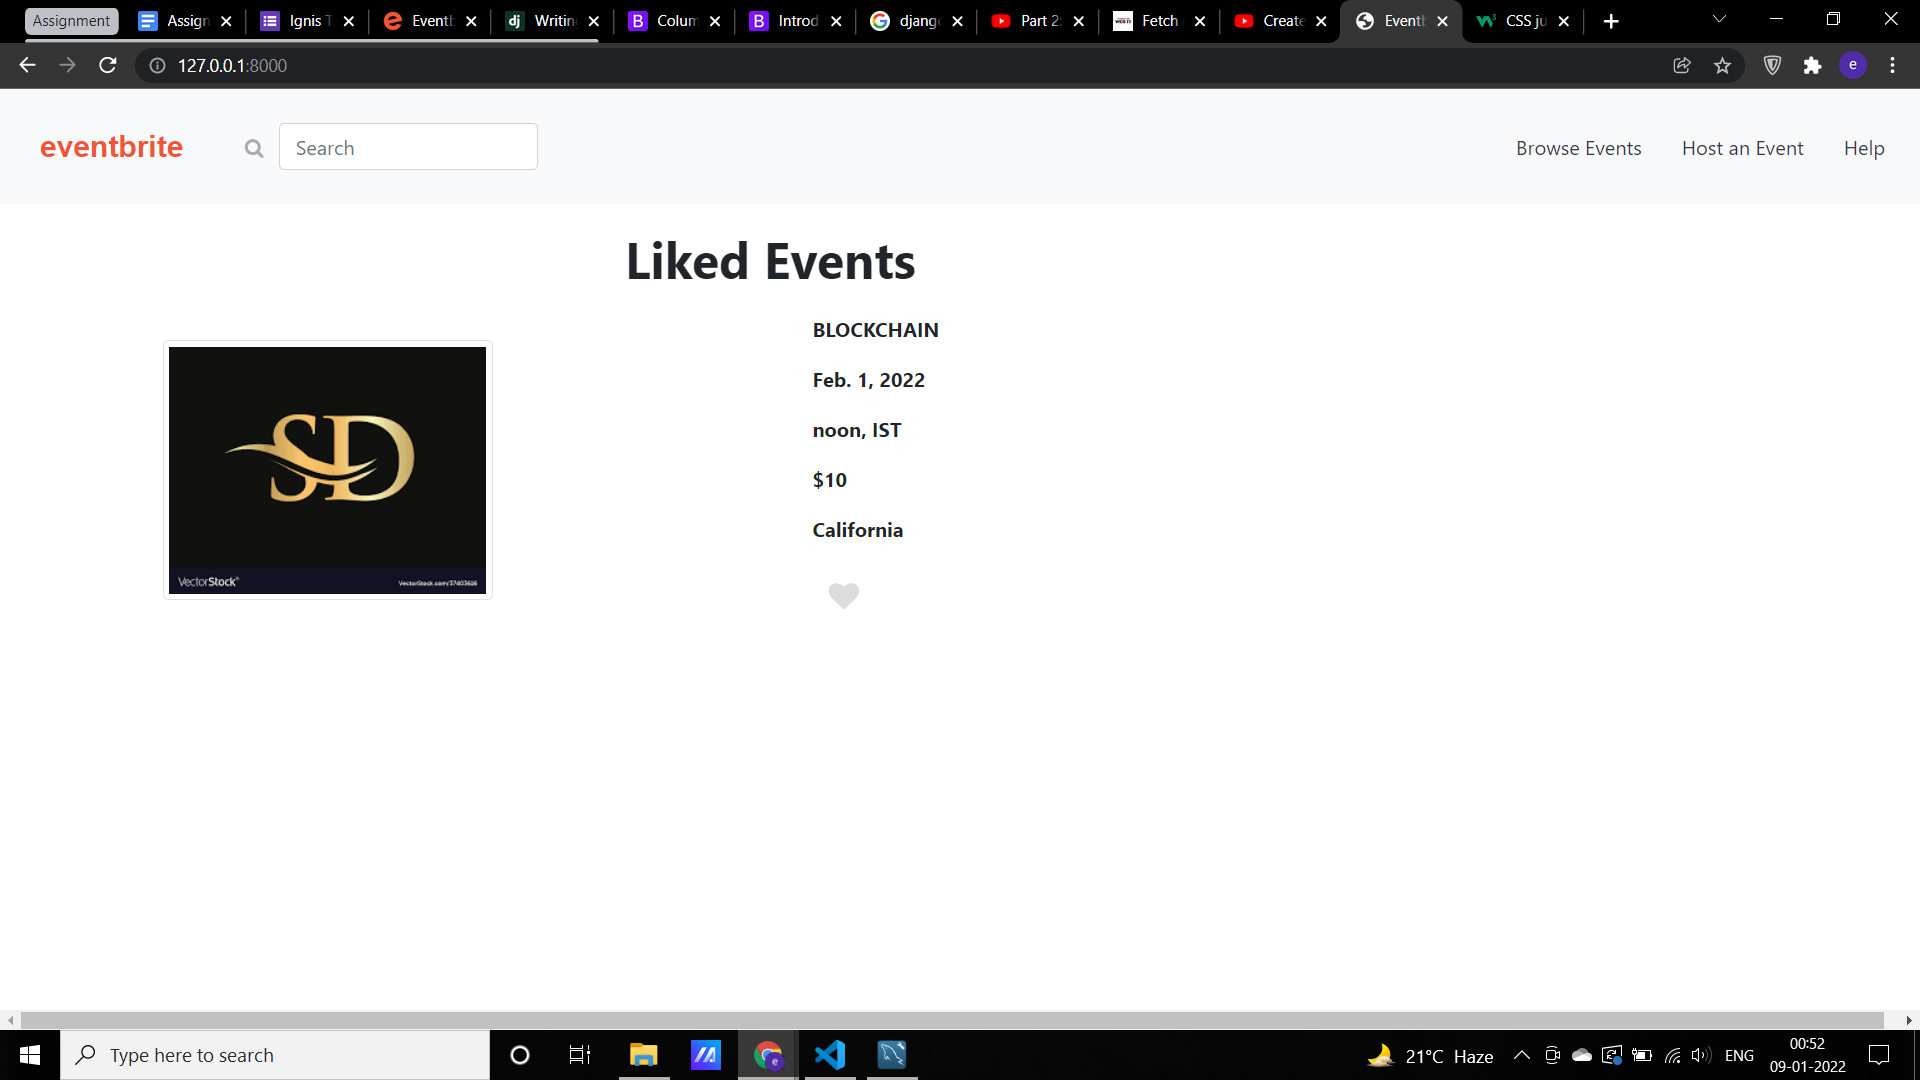 Assignment Assign Ignis T Eventb Writin Colum Introd djang Part 2: Fetch Create Eventb CSS ju
127.0.0.1:8000
e
eventbrite
Search
Browse Events Host an Event Help
Liked Events
BLOCKCHAIN
Feb. 1, 2022
noon, IST
$10
California
SD
VectorStock®
VectorStock.com/37403616
Type here to search
21°C Haze
ENG
00:52
09-01-2022